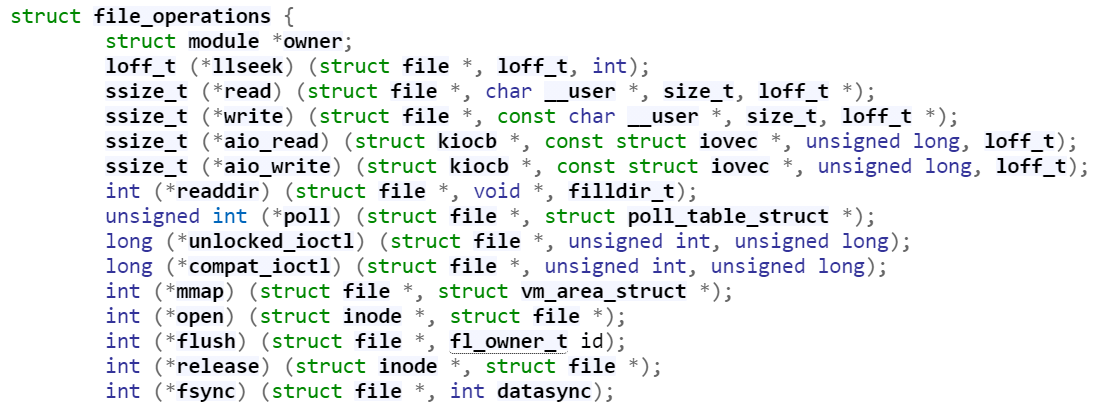 struct file_operations {
struct module *owner;
loff_t (*llseek) (struct file *, loff_t, int);
ssize_t (*read) (struct file *, char __user *, size_t, loff_t *);
ssize_t (*write) (struct file *, const char __user *, size_t, loff_t *);
ssize_t (*aio_read) (struct kiocb *, const struct iovec *, unsigned long, loff_t);
ssize_t (*aio_write) (struct kiocb *, const struct iovec *, unsigned long, loff_t);
int (*readdir) (struct file *, void *, filldir_t);
unsigned int (*poll) (struct file *, struct poll_table_struct *);
long (*unlocked_ioctl) (struct file *, unsigned int, unsigned long);
long (*compat_ioctl) (struct file *, unsigned int, unsigned long);
int (*mmap) (struct file *, struct vm_area_struct *);
int (*open) (struct inode *, struct file *);
int (*flush) (struct file *, fl_owner_t id);
int (*release) (struct inode *, struct file *);
int (*fsync) (struct file *, int datasync);